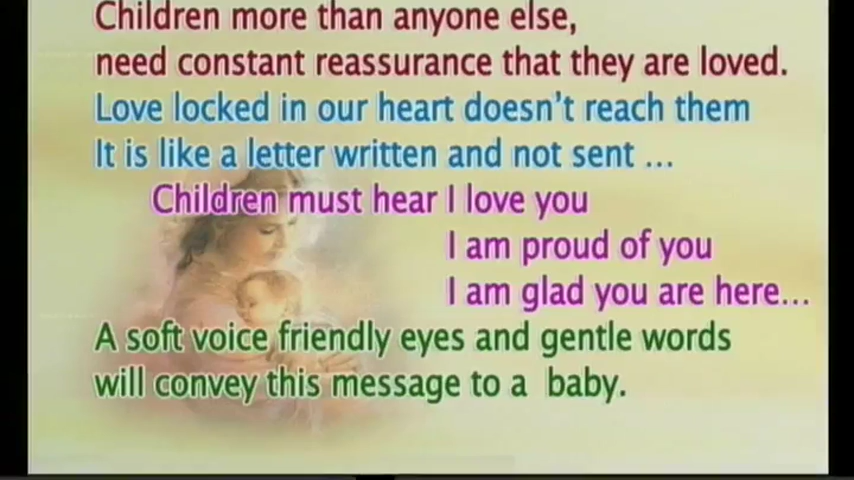 Children more than anyone else,
need constant reassurance that they are loved.
Love locked in our heart doesn't reach them
It is like a letter written and not sent ...
Children must hear I love you
I am proud of you
I am glad you are here...
A soft voice friendly eyes and gentle words
will convey this message to a baby.